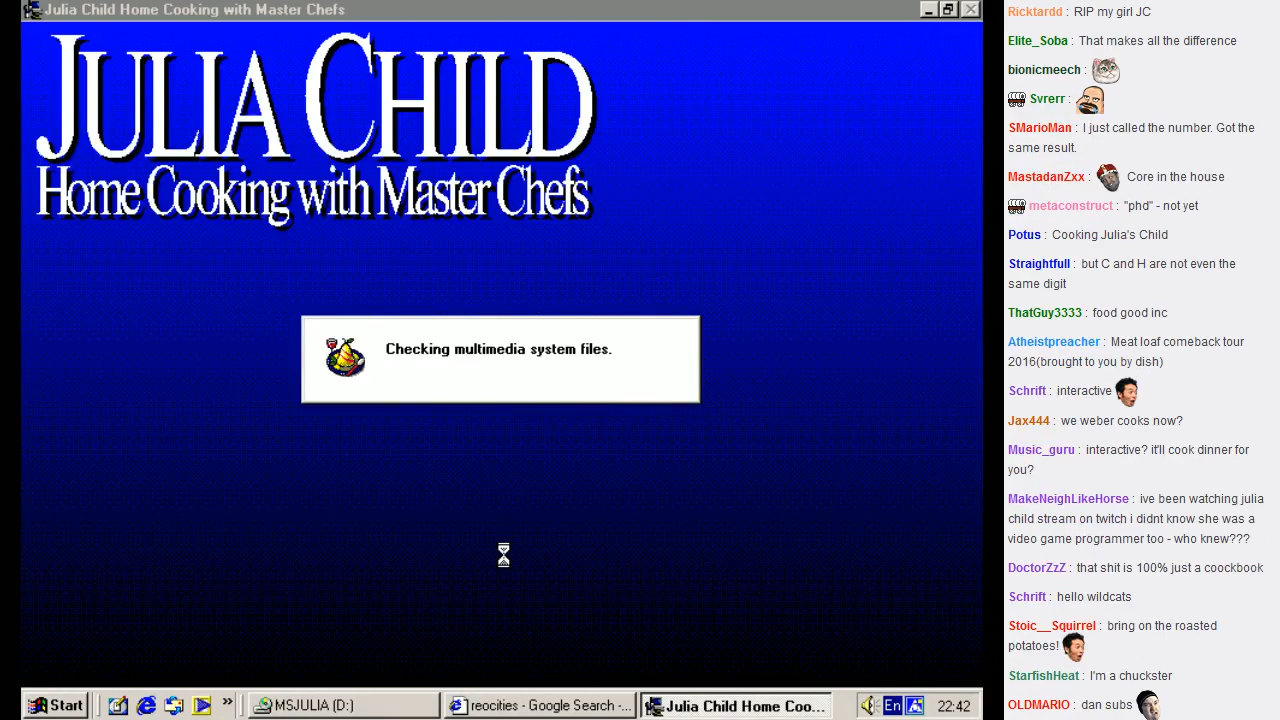 Julia Child Home Cooking with Master Chefs
JULIA CHILD
Home Cooking with Master Chefs
Checking multimedia system files.
Start
»
MSJULIA (D:)
reocities - Google Search -...
Julia Child Home Coo...
En
22:42
Ricktardd : RIP my girl JC
Elite_Soba : That makes all the difference
bionicmeech :
Svrerr :
SMarioMan : I just called the number. Got the
same result.
MastadanZxx : Core in the house
metaconstruct : "phd" - not yet
Potus : Cooking Julia's Child
Straightfull : but C and H are not even the
same digit
ThatGuy3333 : food good inc
Atheistpreacher : Meat loaf comeback tour
2016(brought to you by dish)
Schrift : interactive
Jax444 : we weber cooks now?
Music_guru : interactive? it'll cook dinner for
you?
MakeNeighLikeHorse : ive been watching julia
child stream on twitch i didnt know she was a
video game programmer too - who knew???
DoctorZzZ : that shit is 100% just a coockbook
Schrift : hello wildcats
Stoic__Squirrel : bring on the roasted
potatoes!
StarfishHeat : I'm a chuckster
OLDMARIO : dan subs